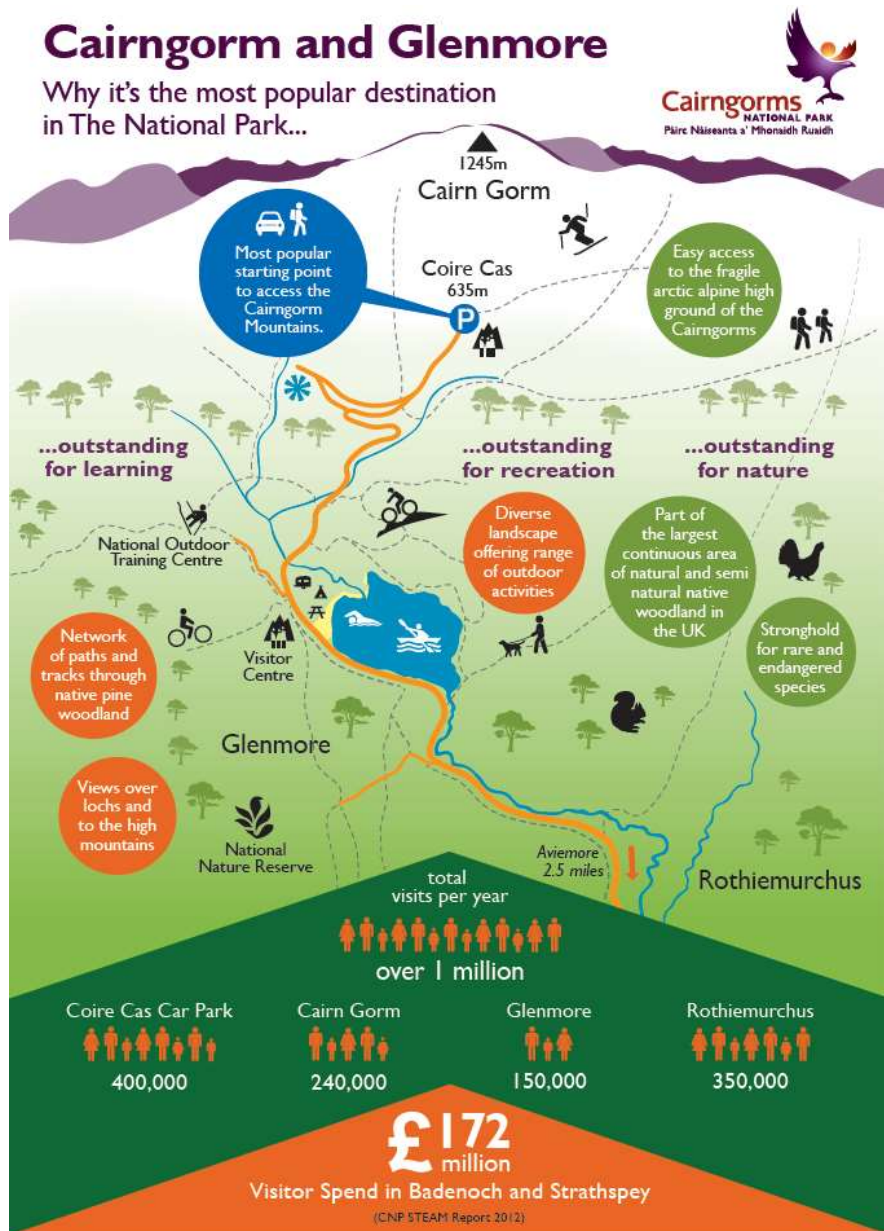 Cairngorm and Glenmore
Why it's the most popular destination
in The National Park...
Cairngorms
NATIONAL PARK
Pàirc Nàiseanta a' Mhonaidh Ruaidh
1245m
Cairn Gorm
Most popular
starting point
to access the
Cairngorm
Mountains.
Coire Cas
635m
P
Easy access
to the fragile
arctic alpine high
ground of the
Cairngorms
...outstanding
for learning
...outstanding
for recreation
...outstanding
for nature
National Outdoor
Training Centre
Diverse
landscape
offering range
of outdoor
activities
Part of
the largest
continuous area
of natural and semi
natural native
woodland in
the UK
Network
of paths and
tracks through
native pine
woodland
Visitor
Centre
Stronghold
for rare and
endangered
species
Glenmore
Views over
lochs and
to the high
mountains
National
Nature Reserve
Aviemore
2.5 miles
Rothiemurchus
total
visits per year
over 1 million
Coire Cas Car Park
400,000
Cairn Gorm
240,000
Glenmore
150,000
Rothiemurchus
350,000
£172
million
Visitor Spend in Badenoch and Strathspey
(CNP STEAM Report 2012)